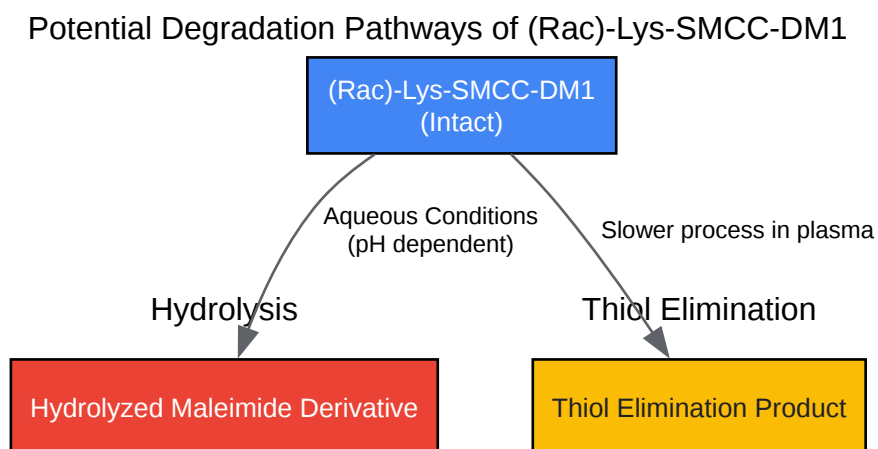 Potential Degradation Pathways of (Rac)-Lys-SMCC-DM1
(Rac)-Lys-SMCC-DM1
(Intact)
Aqueous Conditions
(pH dependent)
Slower process in plasma
Hydrolysis
Thiol Elimination
Hydrolyzed Maleimide Derivative
Thiol Elimination Product